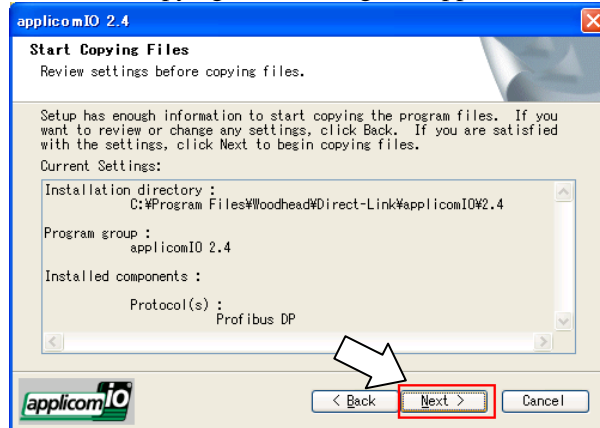 applicomIO 2.4
Start Copying Files
Review settings before copying files.
Setup has enough information to start copying the program files. If you
want to review or change any settings, click Back. If you are satisfied
with the settings, click Next to begin copying files.
Current Settings:
Installation directory :
C:¥Program Files¥Woodhead¥Direct-Link¥applicomIO¥2.4
Program group :
applicomIO 2.4
Installed components :
Protocol(s) :
Profibus DP
applicom IO
< Back
Next >
Cancel